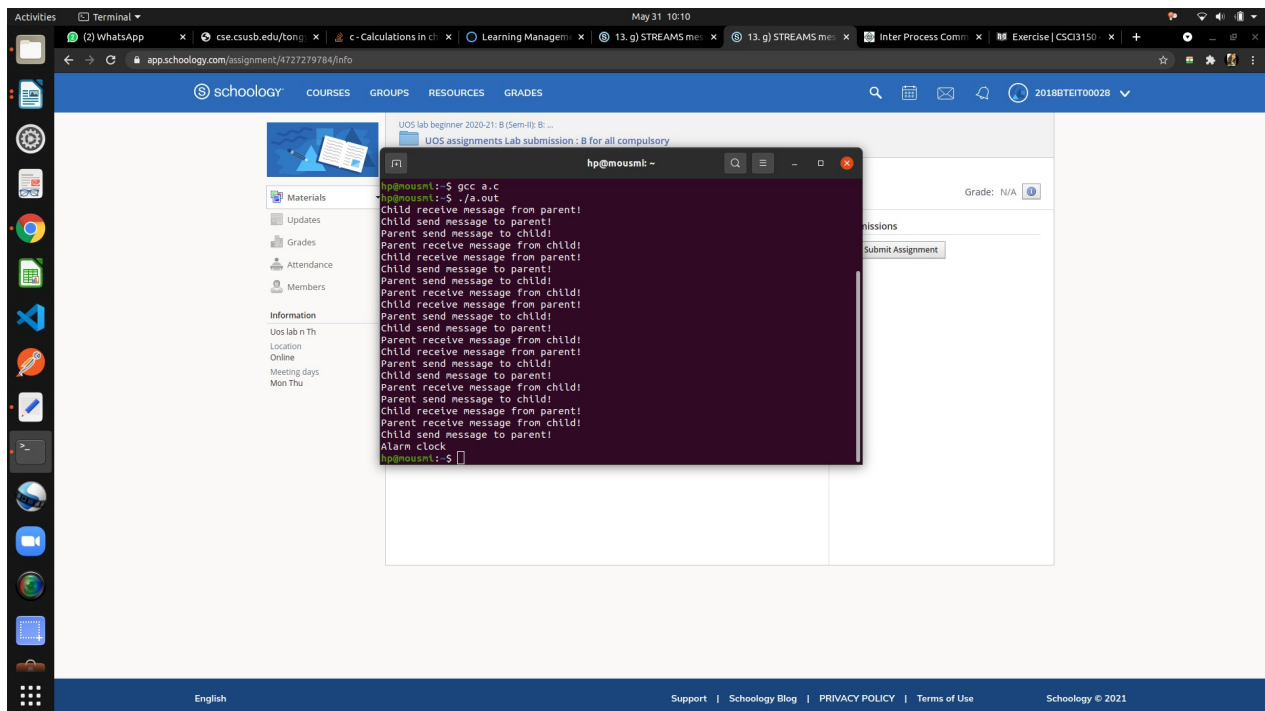 Activities Terminal May 31 10:10
(2) WhatsApp cse.csusb.edu/tong c - Calculations in ch Learning Manageme 13. g) STREAMS mes 13. g) STREAMS mes Inter Process Comm Exercise | CSCI3150
app.schoology.com/assignment/4727279784/info
S schoology COURSES GROUPS RESOURCES GRADES 2018BTEIT00028
UOS lab beginner 2020-21: B (Sem-II): B: ...
UOS assignments Lab submission : B for all compulsory
hp@mousmi: ~
hp@mousmi:~$ gcc a.c
hp@mousmi:~$ ./a.out
Child receive message from parent!
Child send message to parent!
Parent send message to child!
Parent receive message from child!
Child receive message from parent!
Child send message to parent!
Parent send message to child!
Parent receive message from child!
Child receive message from parent!
Parent send message to child!
Child send message to parent!
Parent receive message from child!
Child receive message from parent!
Parent send message to child!
Child send message to parent!
Parent receive message from child!
Parent send message to child!
Child receive message from parent!
Parent receive message from child!
Child send message to parent!
Alarm clock
hp@mousmi:~$
Materials
Updates
Grades
Attendance
Members
Information
Uos lab n Th
Location
Online
Meeting days
Mon Thu
Grade: N/A
nissions
Submit Assignment
English Support | Schoology Blog | PRIVACY POLICY | Terms of Use Schoology © 2021